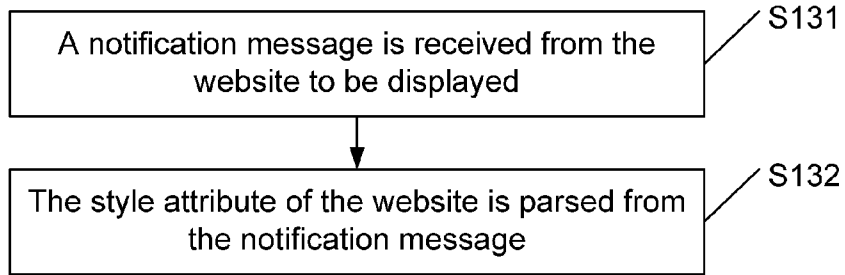 S131
A notification message is received from the
website to be displayed
S132
The style attribute of the website is parsed from
the notification message